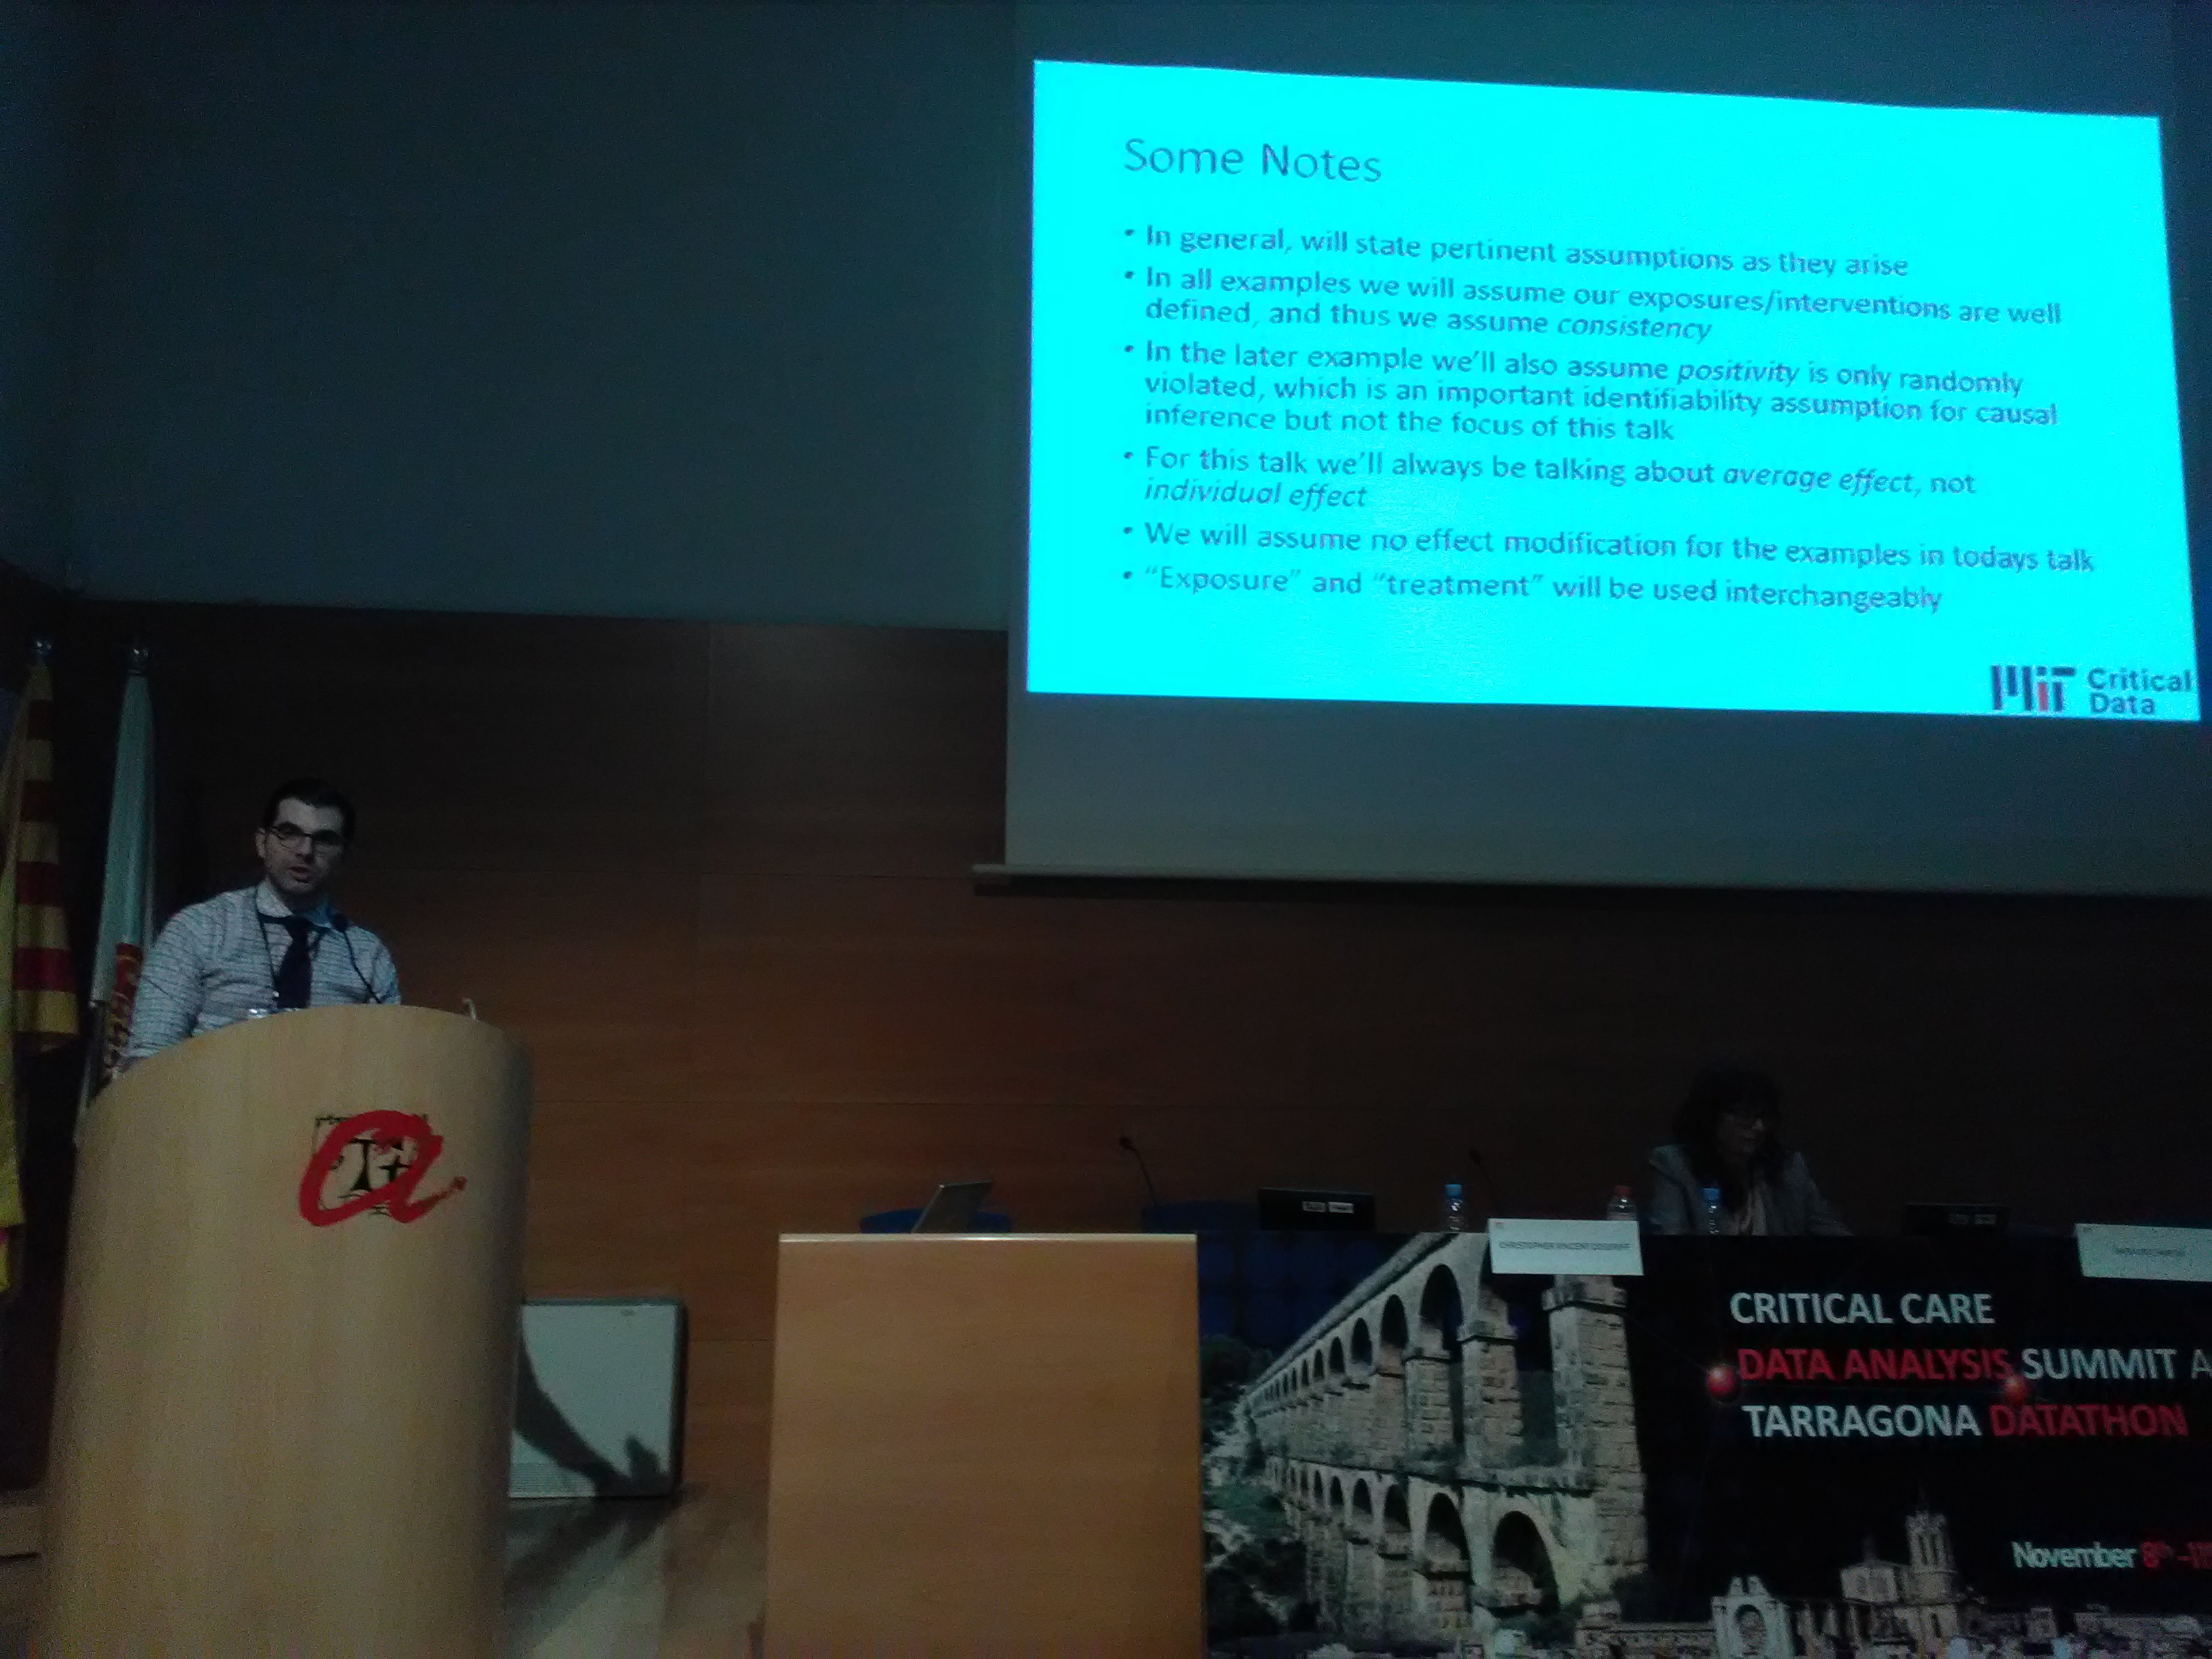 Some Notes
• In general, will state pertinent assumptions as they arise
• In all examples we will assume our exposures/interventions are well
defined, and thus we assume consistency
• In the later example we'll also assume positivity is only randomly
violated, which is an important identifiability assumption for causal
inference but not the focus of this talk
• For this talk we'll always be talking about average effect, not
individual effect
• We will assume no effect modification for the examples in todays talk
• "Exposure" and "treatment" will be used interchangeably
MIT Critical
Data
CHRISTOPHER VINCENT
CRITICAL CARE
DATA ANALYSIS SUMMIT A
TARRAGONA DATATHON
November 8th -